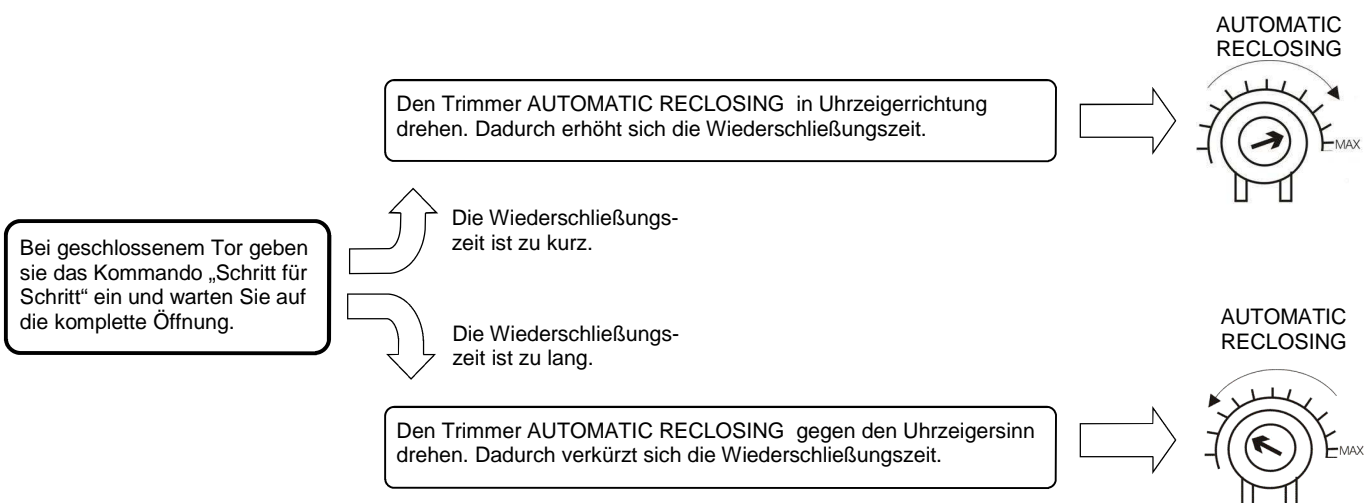 AUTOMATIC
RECLOSING
Den Trimmer AUTOMATIC RECLOSING in Uhrzeigerrichtung
drehen. Dadurch erhöht sich die Wiederschließungszeit.
MAX
Die Wiederschließungs-
zeit ist zu kurz.
Bei geschlossenem Tor geben
sie das Kommando „Schritt für
Schritt“ ein und warten Sie auf
die komplette Öffnung.
Die Wiederschließungs-
zeit ist zu lang.
AUTOMATIC
RECLOSING
Den Trimmer AUTOMATIC RECLOSING gegen den Uhrzeigersinn
drehen. Dadurch verkürzt sich die Wiederschließungszeit.
MAX